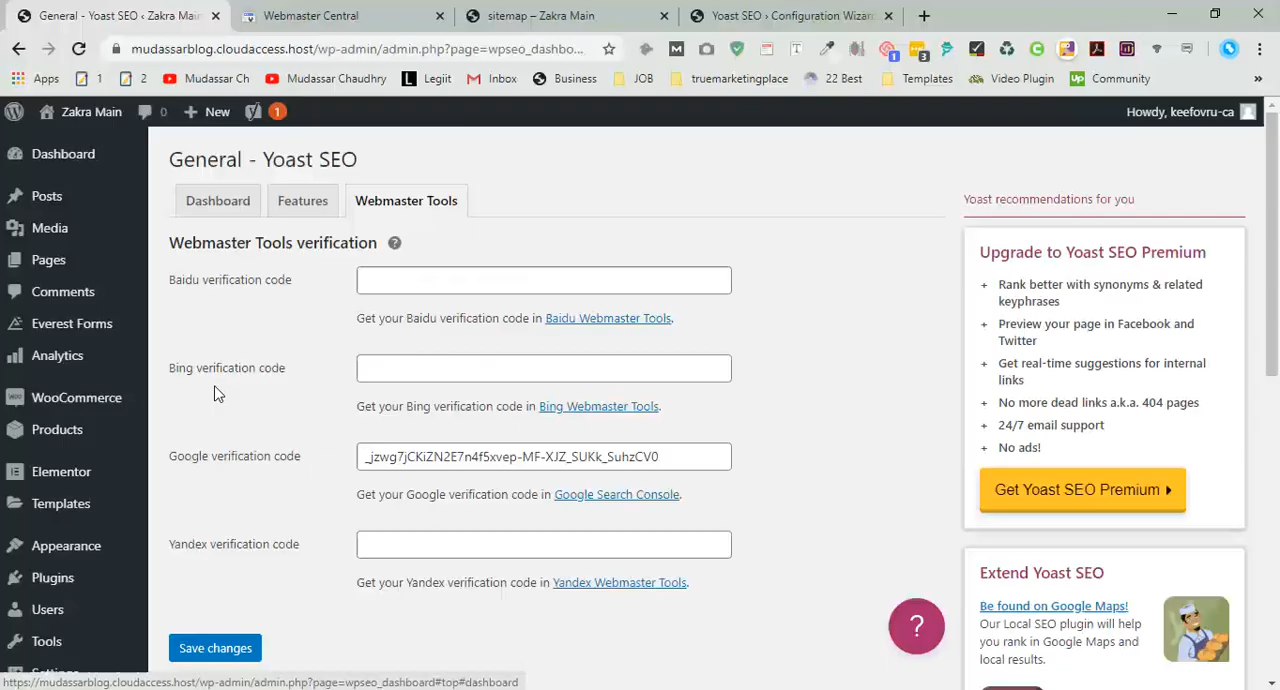 General - Yoast SEO ‹ Zakra Main
Webmaster Central
sitemap – Zakra Main
Yoast SEO › Configuration Wizard
mudassarblog.cloudaccess.host/wp-admin/admin.php?page=wpseo_dashbo...
Apps 1 2 Mudassar Ch Mudassar Chaudhry Legit Inbox Business JOB truemarketingplace 22 Best Templates Video Plugin Community »
Zakra Main 0 New 1 Howdy, keefovru-ca
Dashboard
Posts
Media
Pages
Comments
Everest Forms
Analytics
WooCommerce
Products
Elementor
Templates
Appearance
Plugins
Users
Tools
Settings
General - Yoast SEO
Dashboard Features Webmaster Tools
Webmaster Tools verification ?
Baidu verification code
Get your Baidu verification code in Baidu Webmaster Tools.
Bing verification code
Get your Bing verification code in Bing Webmaster Tools.
Google verification code
_jzwg7jCKiZN2E7n4f5xvep-MF-XJZ_SUKk_SuhzCV0
Get your Google verification code in Google Search Console.
Yandex verification code
Get your Yandex verification code in Yandex Webmaster Tools.
Save changes
Yoast recommendations for you
Upgrade to Yoast SEO Premium
+ Rank better with synonyms & related
keyphrases
+ Preview your page in Facebook and
Twitter
+ Get real-time suggestions for internal
links
+ No more dead links a.k.a. 404 pages
+ 24/7 email support
+ No ads!
Get Yoast SEO Premium
Extend Yoast SEO
Be found on Google Maps!
Our Local SEO plugin will help
you rank in Google Maps and
local results.
?
https://mudassarblog.cloudaccess.host/wp-admin/admin.php?page=wpseo_dashboard#top#dashboard